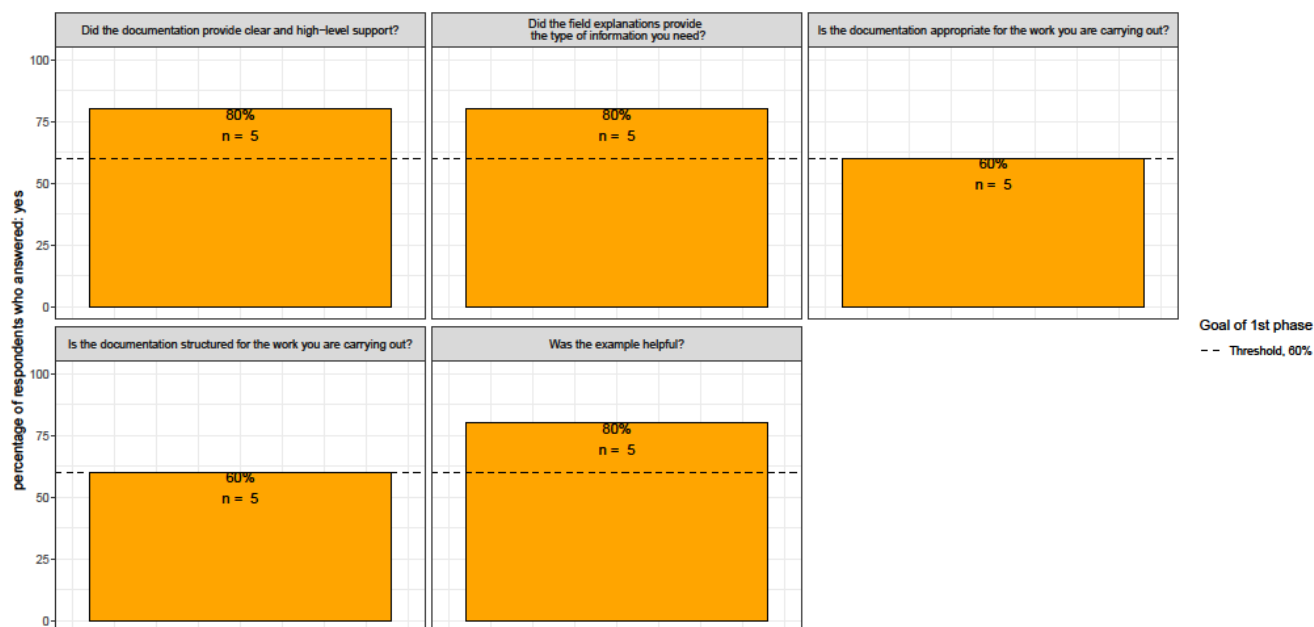 Did the documentation provide clear and high-level support?
Did the field explanations provide
the type of information you need?
Is the documentation appropriate for the work you are carrying out?
100
75
50
25
0
80%
n = 5
80%
n = 5
60%
n = 5
percentage of respondents who answered: yes
Is the documentation structured for the work you are carrying out?
Was the example helpful?
100
75
50
25
0
60%
n = 5
80%
n = 5
Goal of 1st phase
Threshold, 60%